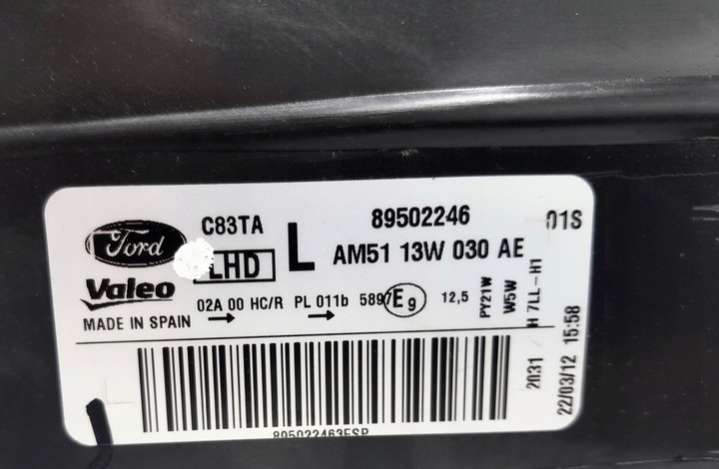 C83TA
89502246
01S
Ford
LHD
L
AM51 13W 030 AE
Valeo
02A 00 HC/R PL 011b 5897 E9 12,5
MADE IN SPAIN
PY21W
W5W
H 7LL-H1
2031
22/03/12 15:58
895022463ESP